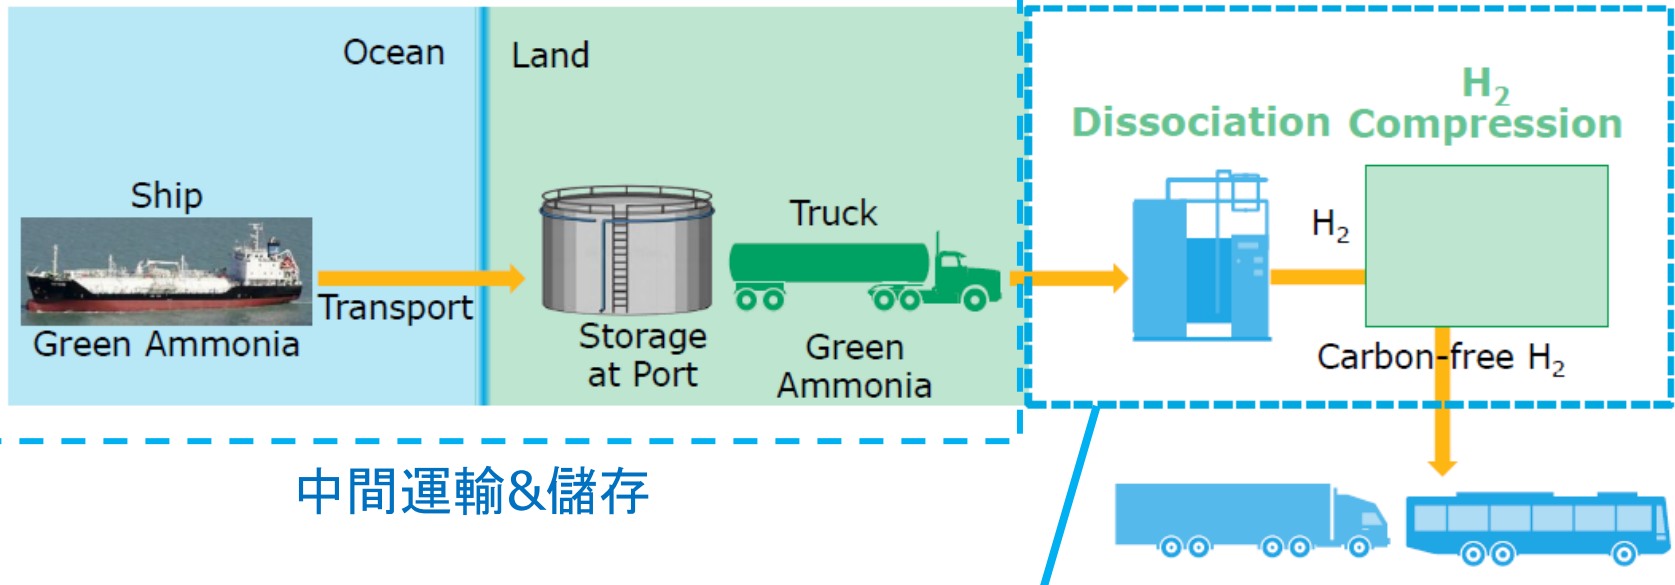 Ocean
Land
Ship
Green Ammonia
Transport
Storage
at Port
Truck
Green
Ammonia
Dissociation
H₂
Compression
H₂
Carbon-free H₂
中間運輸&儲存